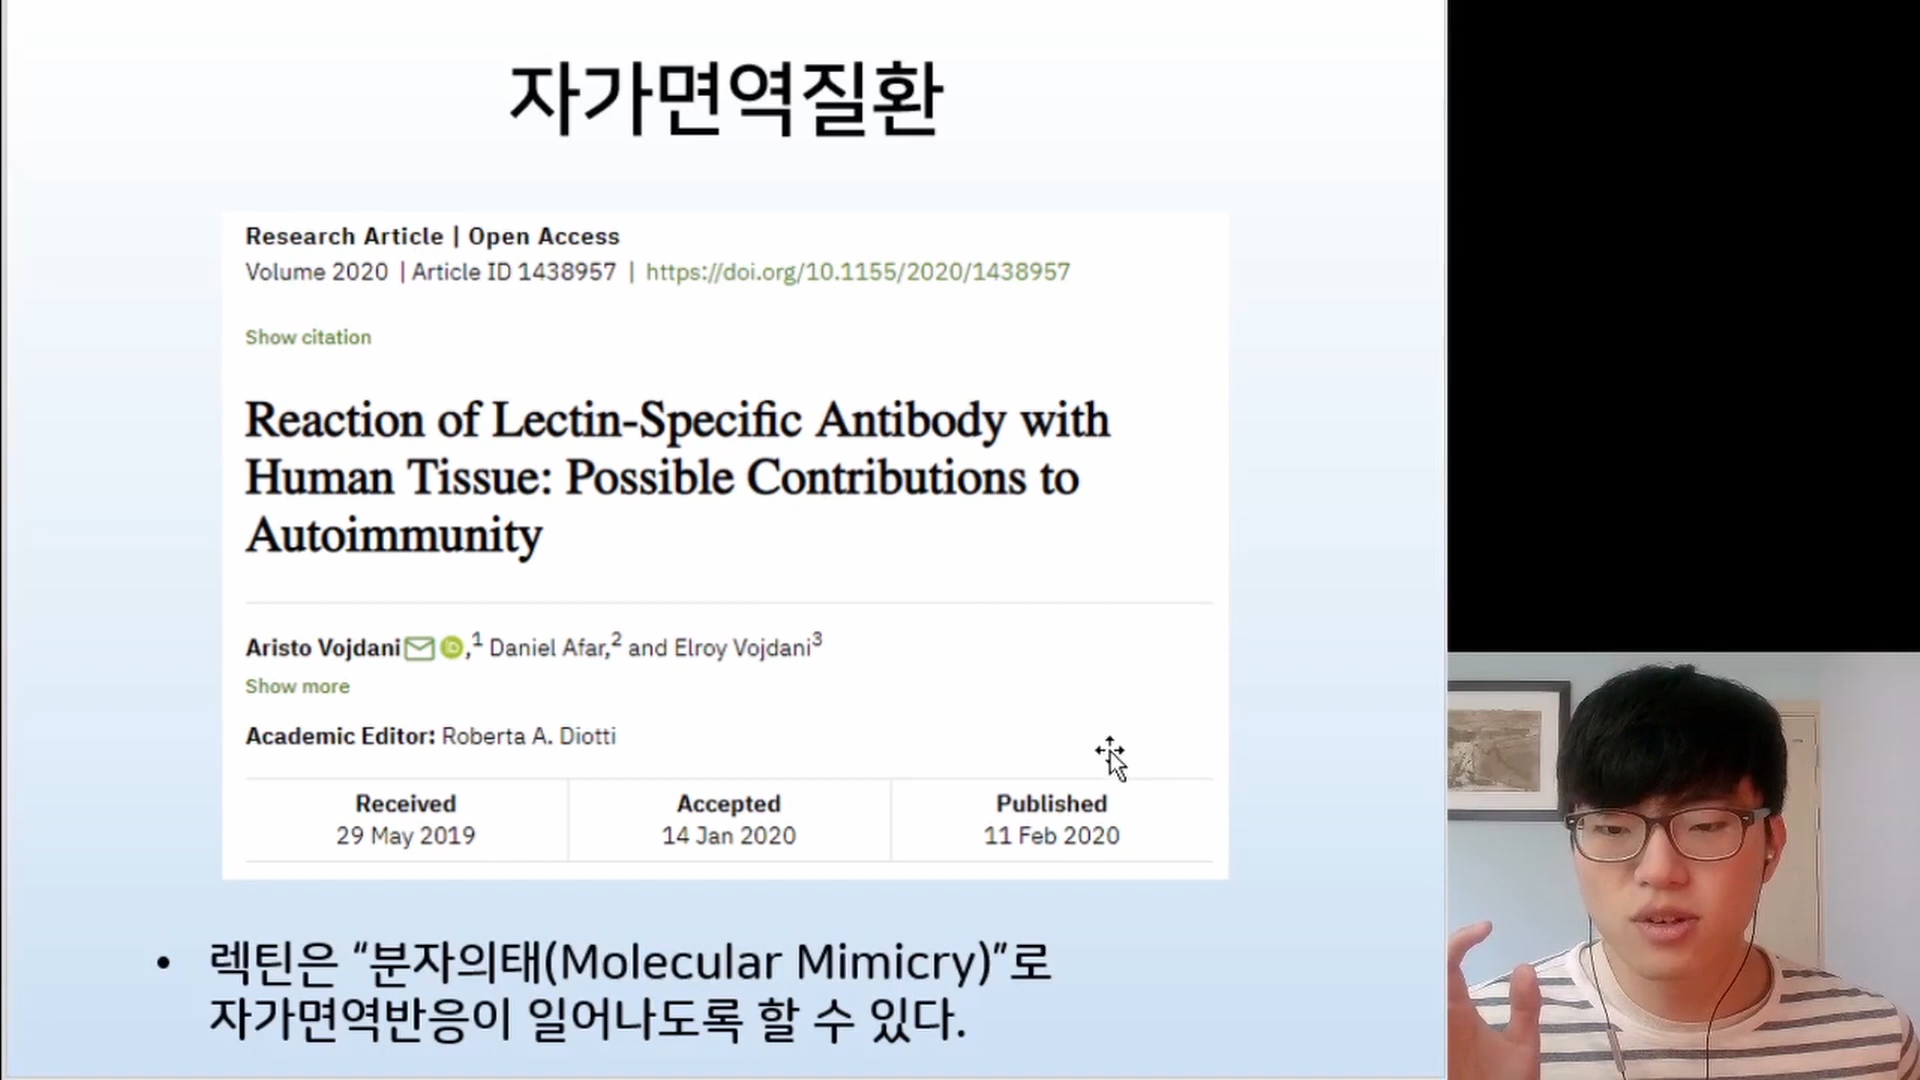 자가면역질환
Research Article | Open Access
Volume 2020 | Article ID 1438957 | https://doi.org/10.1155/2020/1438957
Show citation
Reaction of Lectin-Specific Antibody with
Human Tissue: Possible Contributions to
Autoimmunity
Aristo Vojdani,1 Daniel Afar,2 and Elroy Vojdani3
Show more
Academic Editor: Roberta A. Diotti
Received Accepted Published
29 May 2019 14 Jan 2020 11 Feb 2020
• 렉틴은 “분자의태(Molecular Mimicry)”로
자가면역반응이 일어나도록 할 수 있다.